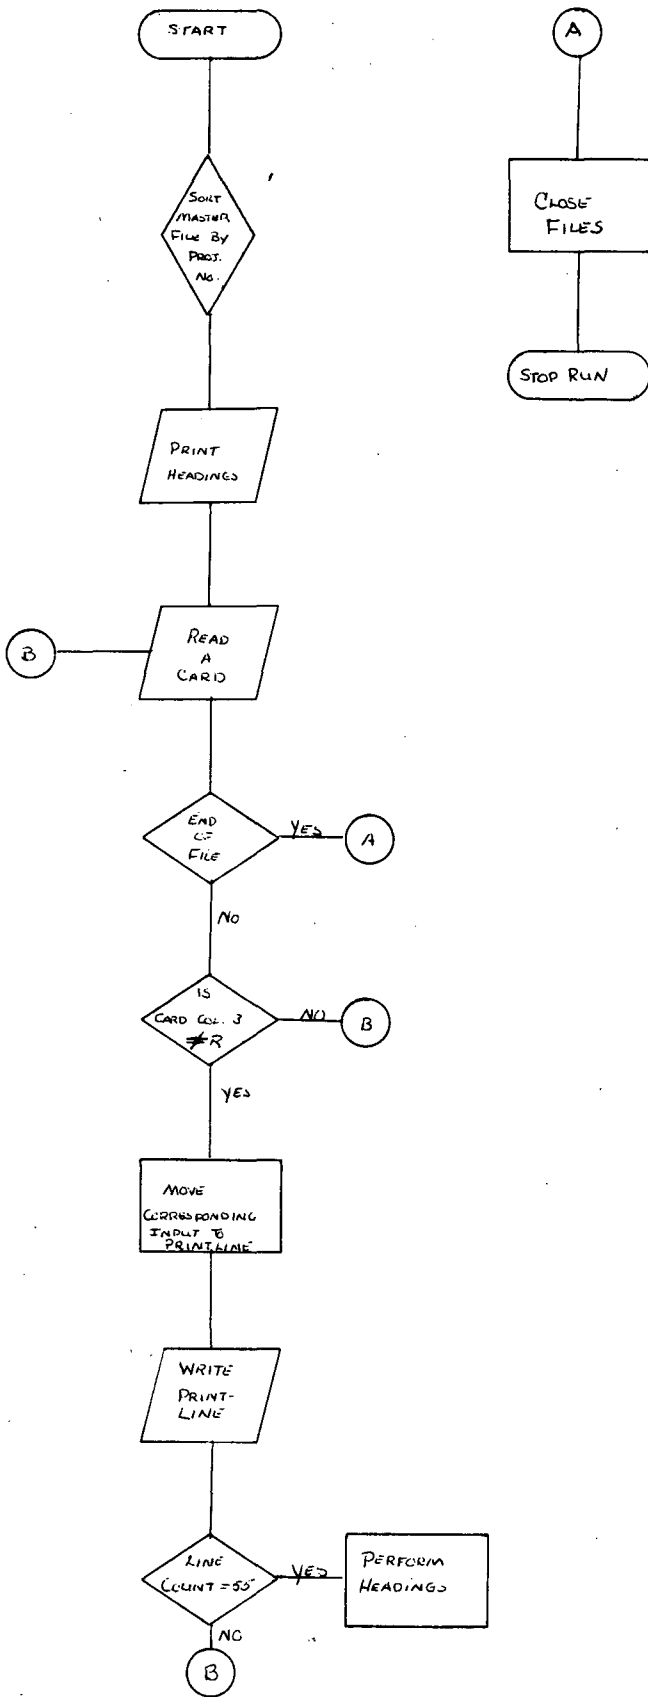 START
SORT
MASTER
FILE BY
PROJ.
NO.
PRINT
HEADINGS
B
READ
A
CARD
END
OF
FILE
YES
A
NO
IS
CARD COL. 3
≠ R
NO
B
YES
MOVE
CORRESPONDING
INPUT TO
PRINTLINE
WRITE
PRINT-
LINE
LINE
COUNT = 55
YES
PERFORM
HEADINGS
NO
B
A
CLOSE
FILES
STOP RUN